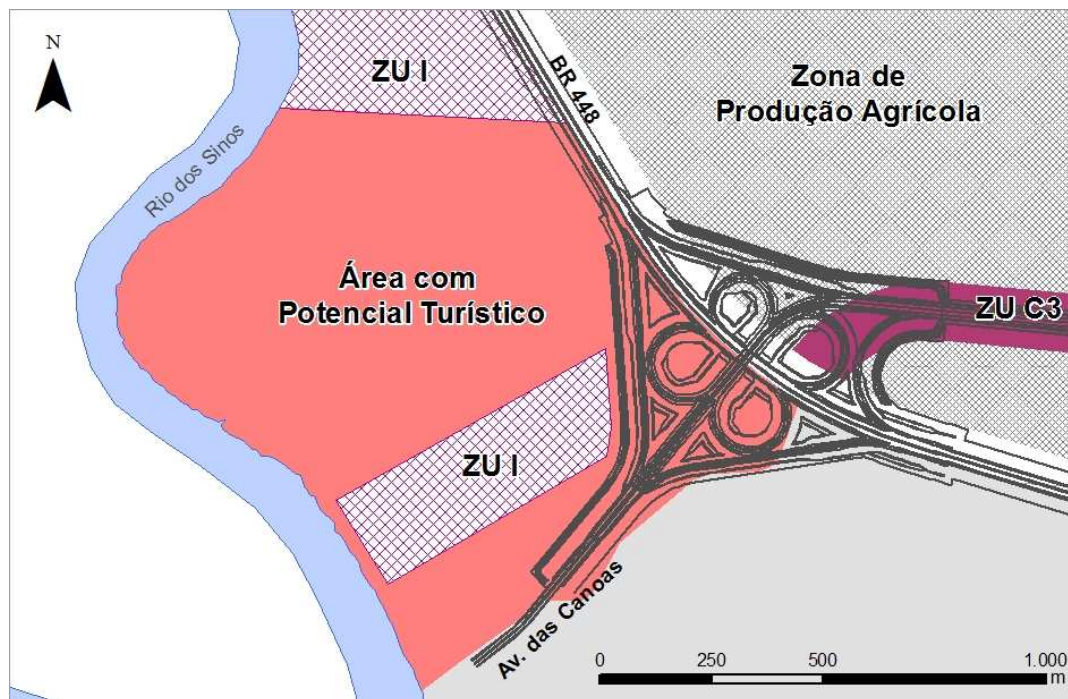 N
ZU I
BR 448
Zona de
Produção Agrícola
Rio dos Sinos
Área com
Potencial Turístico
ZU C3
ZU I
Av. das Canoas
0 250 500 1.000
m